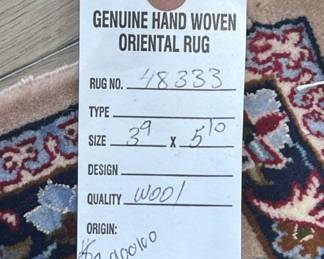 GENUINE HAND WOVEN
ORIENTAL RUG
RUG NO. 48333
TYPE
SIZE 3⁹ X 5¹⁰
DESIGN
QUALITY WOOl
ORIGIN: